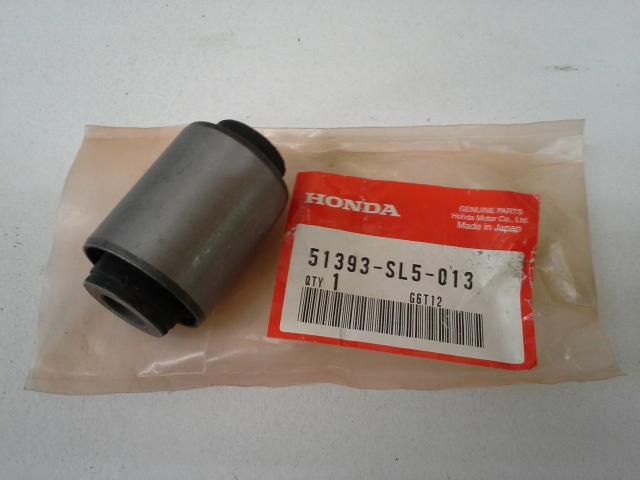 HONDA
GENUINE PARTS
Honda Motor Co., Ltd.
Made in Japan
51393-SL5-013
QTY 1
G6T12